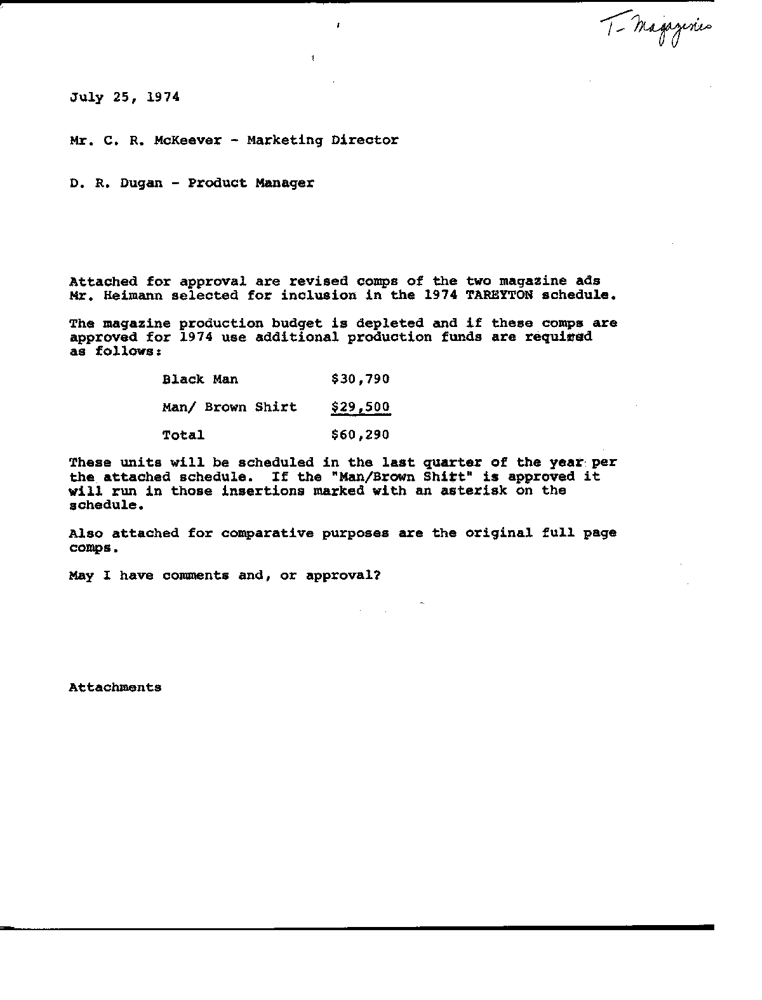 T- Magazines
July 25, 1974
Mr. C. R. McKeever - Marketing Director
D. R. Dugan - Product Manager
Attached for approval are revised comps of the two magazine ads
Mr. Heimann selected for inclusion in the 1974 TAREYTON schedule.
The magazine production budget is depleted and if these comps are
approved for 1974 use additional production funds are required
as follows:
Black Man $30,790
Man/ Brown Shirt $29,500
Total $60,290
These units will be scheduled in the last quarter of the year per
the attached schedule. If the "Man/Brown Shirt" is approved it
will run in those insertions marked with an asterisk on the
schedule.
Also attached for comparative purposes are the original full page
comps.
May I have comments and, or approval?
Attachments